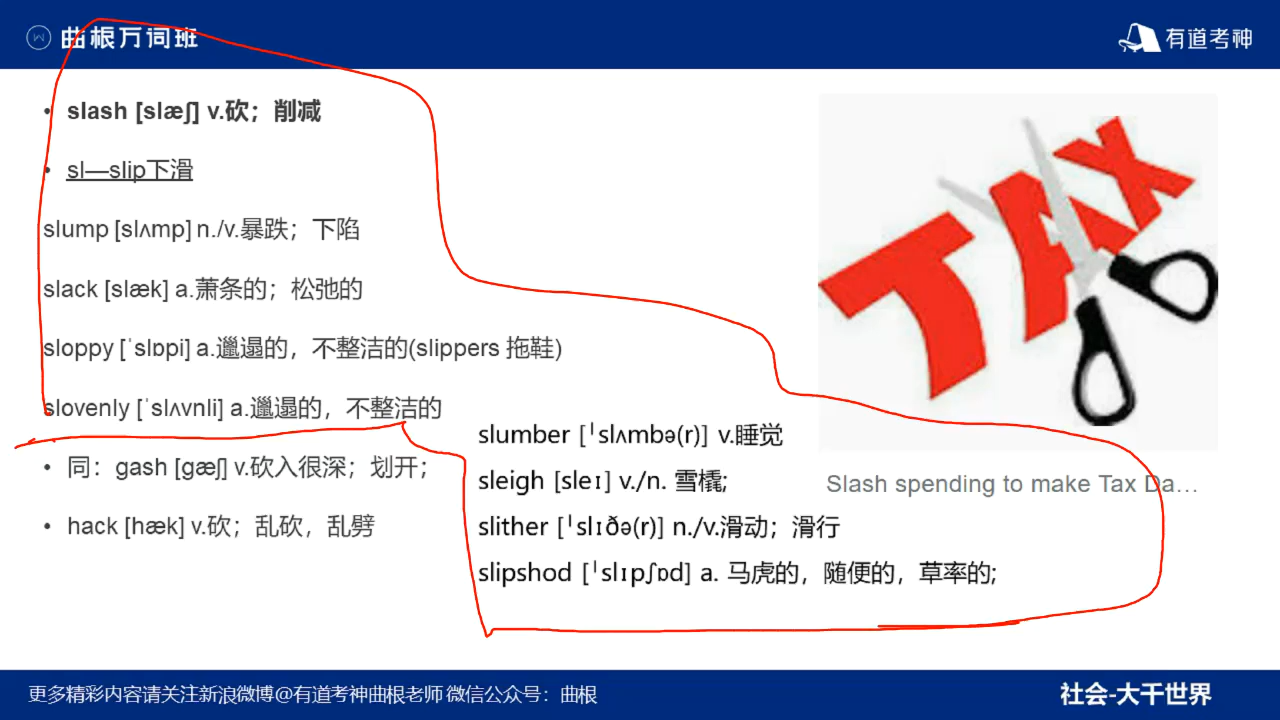 曲根万词班
有道考神
• slash [slæʃ] v.砍；削减
• sl—slip下滑
slump [slʌmp] n./v.暴跌；下陷
slack [slæk] a.萧条的；松弛的
sloppy [ˈslɒpi] a.邋遢的，不整洁的(slippers 拖鞋)
slovenly [ˈslʌvnli] a.邋遢的，不整洁的
• 同：gash [gæʃ] v.砍入很深；划开；
• hack [hæk] v.砍；乱砍，乱劈
slumber [ˈslʌmbə(r)] v.睡觉
sleigh [sleɪ] v./n. 雪橇;
slither [ˈslɪðə(r)] n./v.滑动；滑行
slipshod [ˈslɪpʃɒd] a. 马虎的，随便的，草率的;
TAX
Slash spending to make Tax Da...
更多精彩内容请关注新浪微博@有道考神曲根老师 微信公众号：曲根
社会-大千世界